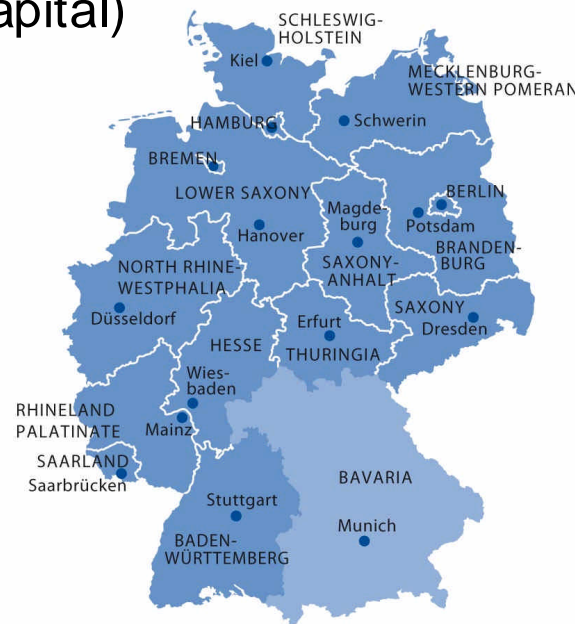 apital)
SCHLESWIG-
HOLSTEIN
Kiel
MECKLENBURG-
WESTERN POMERAN
HAMBURG
Schwerin
BREMEN
LOWER SAXONY
BERLIN
Magde-
burg
Potsdam
Hanover
BRANDEN-
BURG
SAXONY-
ANHALT
NORTH RHINE-
WESTPHALIA
SAXONY
Dresden
Düsseldorf
Erfurt
HESSE
THURINGIA
Wies-
baden
RHINELAND
PALATINATE
Mainz
SAARLAND
Saarbrücken
BAVARIA
Stuttgart
Munich
BADEN-
WÜRTTEMBERG